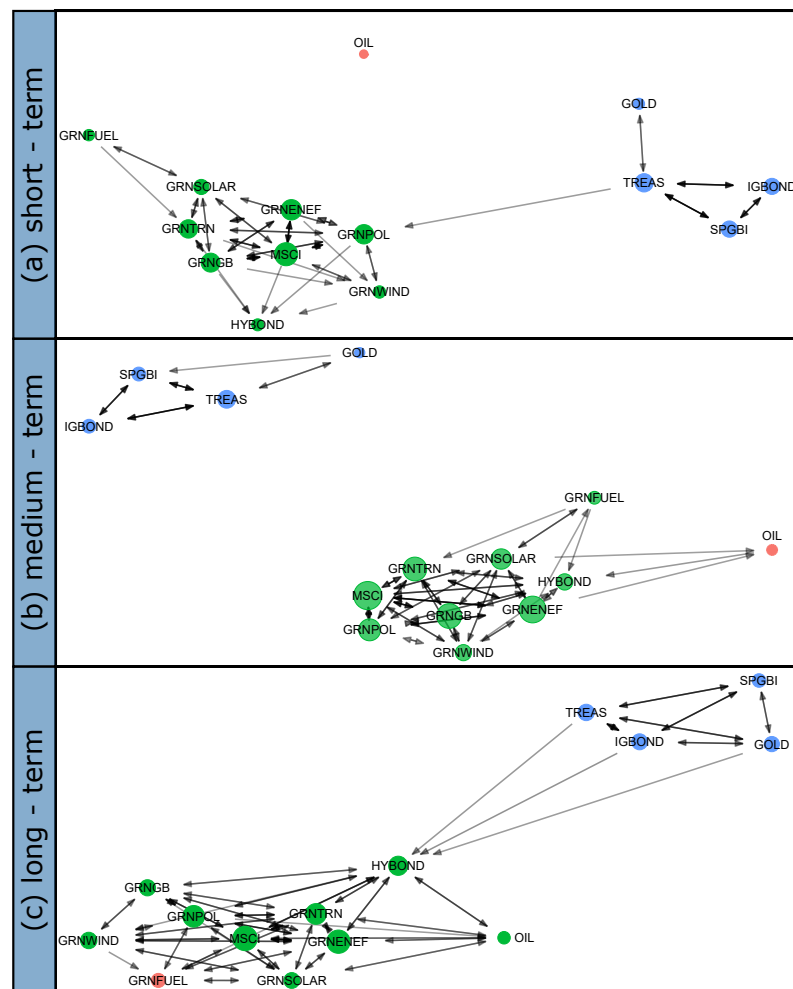 (a) short - term
OIL
GOLD
GRNFUEL
TREAS
IGBOND
GRNSOLAR
GRNENEF
GRNTRN
GRNPOL
SPGBI
MSCI
GRNGB
GRNWIND
HYBOND
(b) medium - term
GOLD
SPGBI
TREAS
IGBOND
GRNFUEL
OIL
GRNSOLAR
GRNTRN
HYBOND
MSCI
GRNENEF
GRNGB
GRNPOL
GRNWIND
(c) long - term
SPGBI
TREAS
IGBOND
GOLD
HYBOND
GRNGB
GRNTRN
GRNPOL
GRNWIND
MSCI
GRNENEF
OIL
GRNFUEL
GRNSOLAR